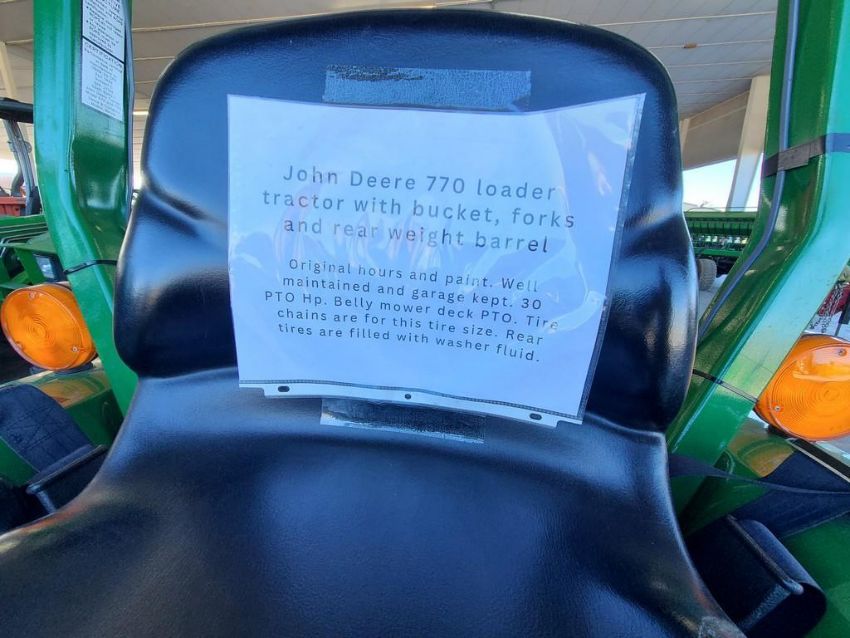 John Deere 770 loader
tractor with bucket, forks
and rear weight barrel
Original hours and paint. Well
maintained and garage kept. 30
PTO Hp. Belly mower deck PTO. Tire
chains are for this tire size. Rear
tires are filled with washer fluid.